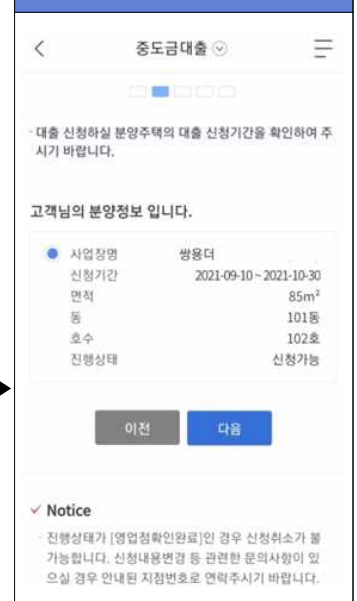 중도금대출
· 대출 신청하실 분양주택의 대출 신청기간을 확인하여 주
시기 바랍니다.
고객님의 분양정보 입니다.
사업장명 쌍용더
신청기간 2021-09-10 ~ 2021-10-30
면적 85m²
동 101동
호수 102호
진행상태 신청가능
이전 다음
Notice
· 진행상태가 [영업점확인완료]인 경우 신청취소가 불
가능합니다. 신청내용변경 등 관련한 문의사항이 있
으실 경우 안내된 지점번호로 연락주시기 바랍니다.